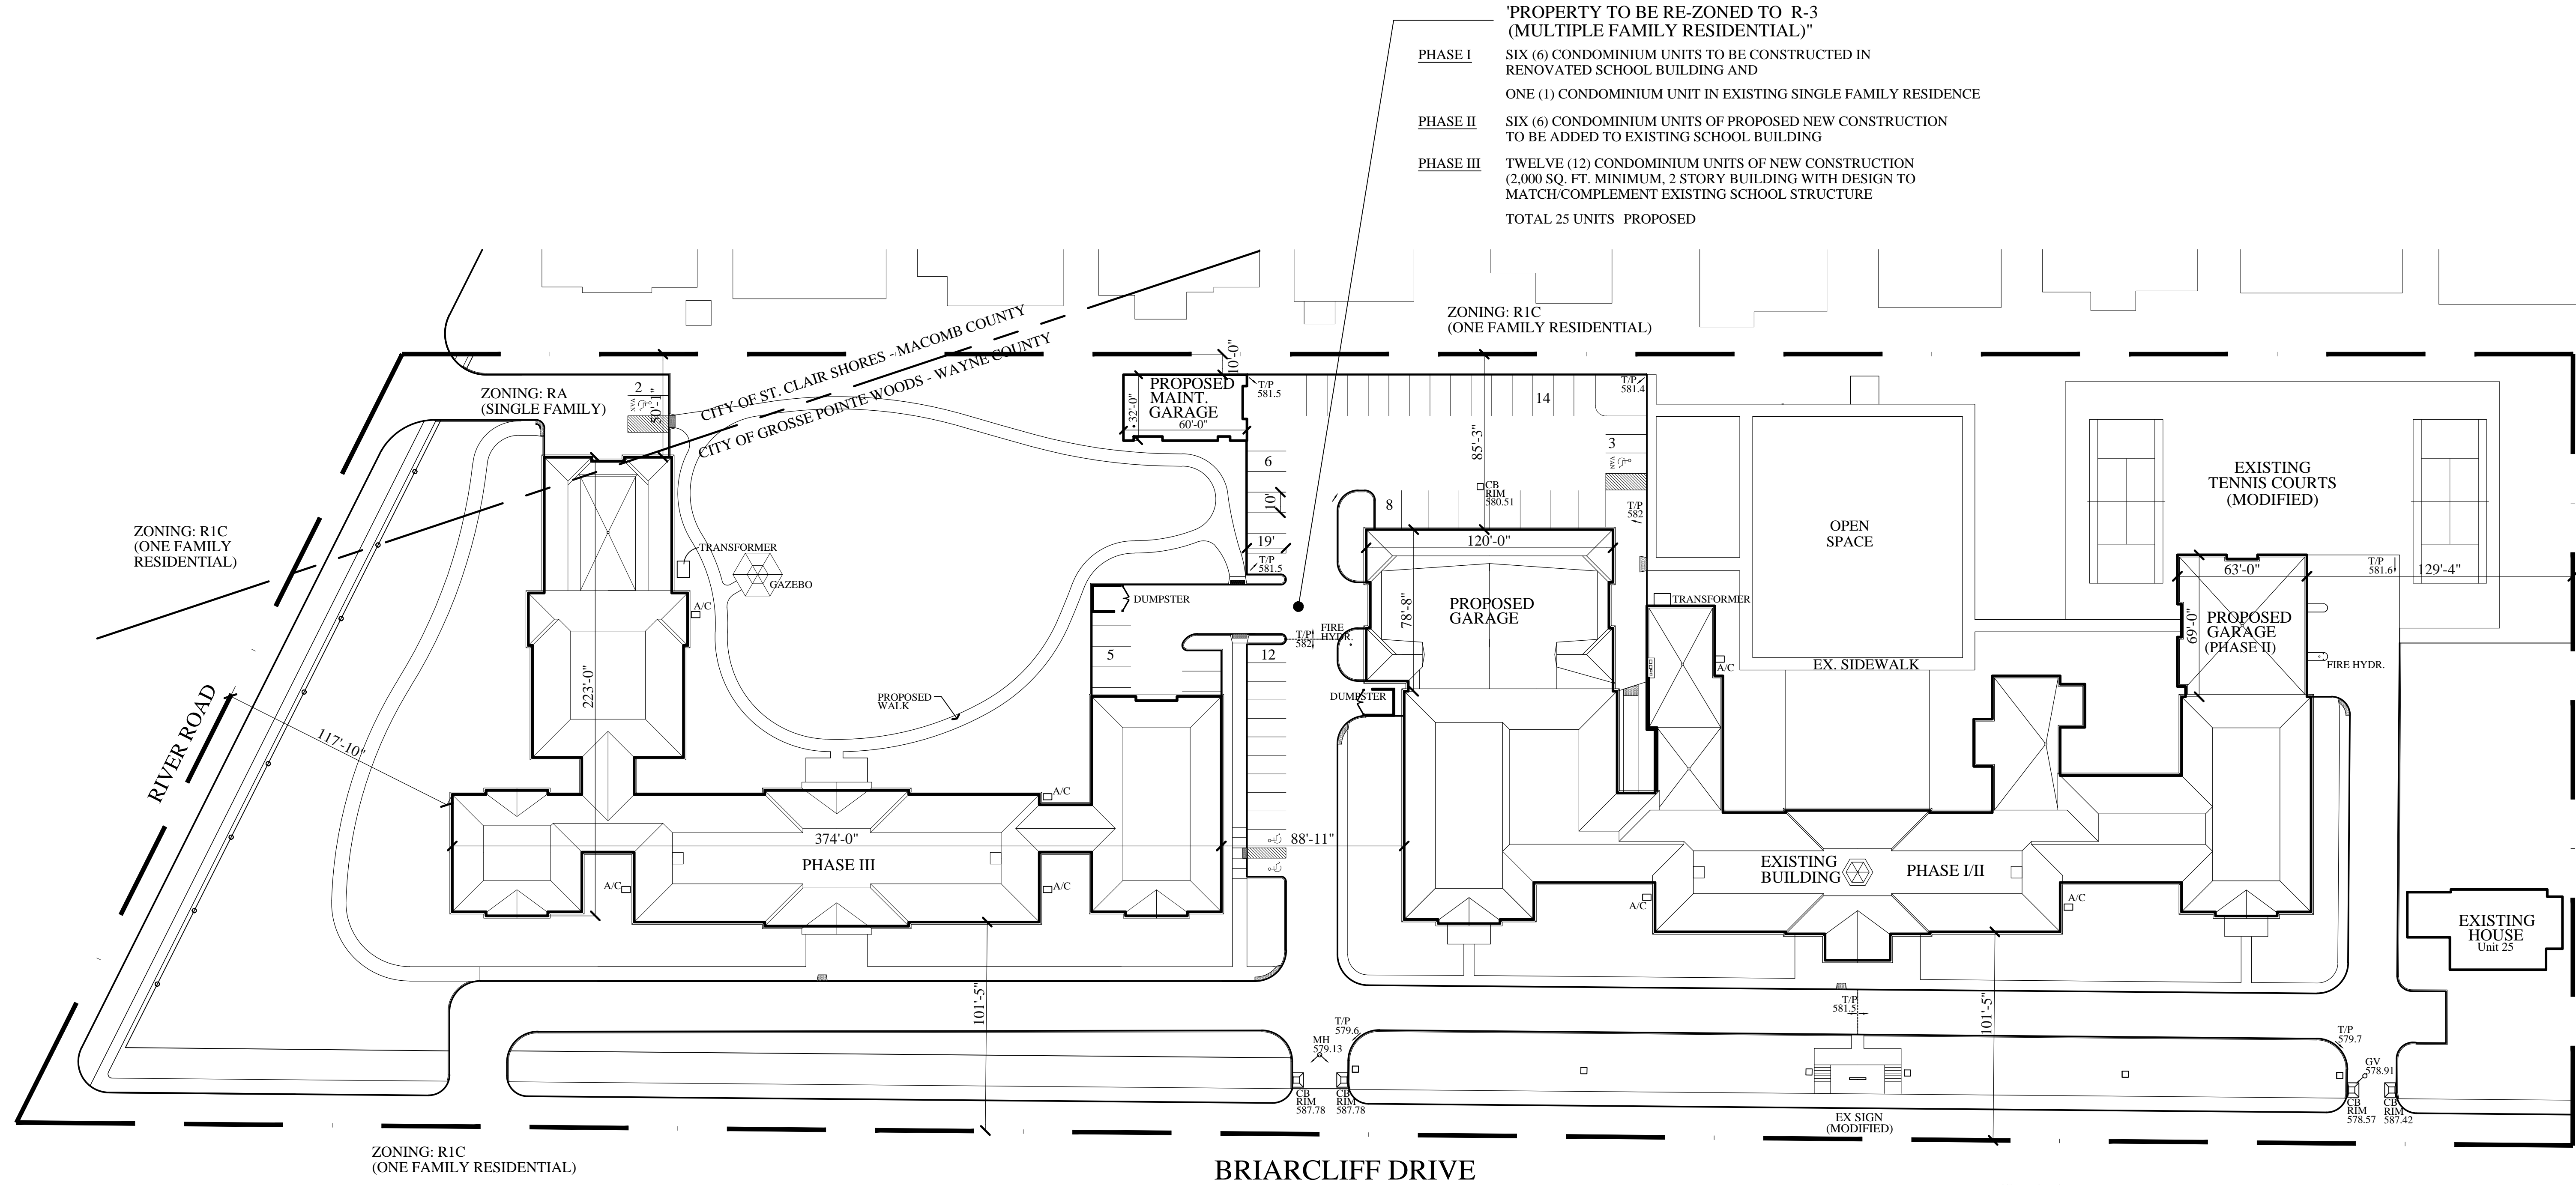 'PROPERTY TO BE RE-ZONED TO R-3
(MULTIPLE FAMILY RESIDENTIAL)"
PHASE I SIX (6) CONDOMINIUM UNITS TO BE CONSTRUCTED IN
RENOVATED SCHOOL BUILDING AND
ONE (1) CONDOMINIUM UNIT IN EXISTING SINGLE FAMILY RESIDENCE
PHASE II SIX (6) CONDOMINIUM UNITS OF PROPOSED NEW CONSTRUCTION
TO BE ADDED TO EXISTING SCHOOL BUILDING
PHASE III TWELVE (12) CONDOMINIUM UNITS OF NEW CONSTRUCTION
(2,000 SQ. FT. MINIMUM, 2 STORY BUILDING WITH DESIGN TO
MATCH/COMPLEMENT EXISTING SCHOOL STRUCTURE
TOTAL 25 UNITS PROPOSED
ZONING: R1C
(ONE FAMILY RESIDENTIAL)
CITY OF ST. CLAIR SHORES - MACOMB COUNTY
CITY OF GROSSE POINTE WOODS - WAYNE COUNTY
ZONING: RA
(SINGLE FAMILY)
2
VAN
50'-1"
10'-0"
PROPOSED
MAINT.
GARAGE
32'-0"
60'-0"
T/P
581.5
14
T/P
581.4
3
VAN
85'-3"
6
10'
19'
T/P
581.5
CB
RIM
580.51
8
T/P
582
120'-0"
78'-8"
PROPOSED
GARAGE
OPEN
SPACE
EXISTING
TENNIS COURTS
(MODIFIED)
ZONING: R1C
(ONE FAMILY
RESIDENTIAL)
TRANSFORMER
GAZEBO
A/C
DUMPSTER
5
T/P
582
FIRE
HYDR.
12
DUMPSTER
TRANSFORMER
A/C
EX. SIDEWALK
63'-0"
69'-0"
PROPOSED
GARAGE
(PHASE II)
T/P
581.6
129'-4"
FIRE HYDR.
RIVER ROAD
117'-10"
223'-0"
PROPOSED
WALK
A/C
374'-0"
PHASE III
A/C
A/C
88'-11"
EXISTING
BUILDING
PHASE I/II
A/C
A/C
EXISTING
HOUSE
Unit 25
101'-5"
101'-5"
T/P
581.5
T/P
579.6
MH
579.13
CB
RIM
587.78
CB
RIM
587.78
T/P
579.7
GV
578.91
CB
RIM
578.57
CB
RIM
587.42
EX SIGN
(MODIFIED)
ZONING: R1C
(ONE FAMILY RESIDENTIAL)
BRIARCLIFF DRIVE